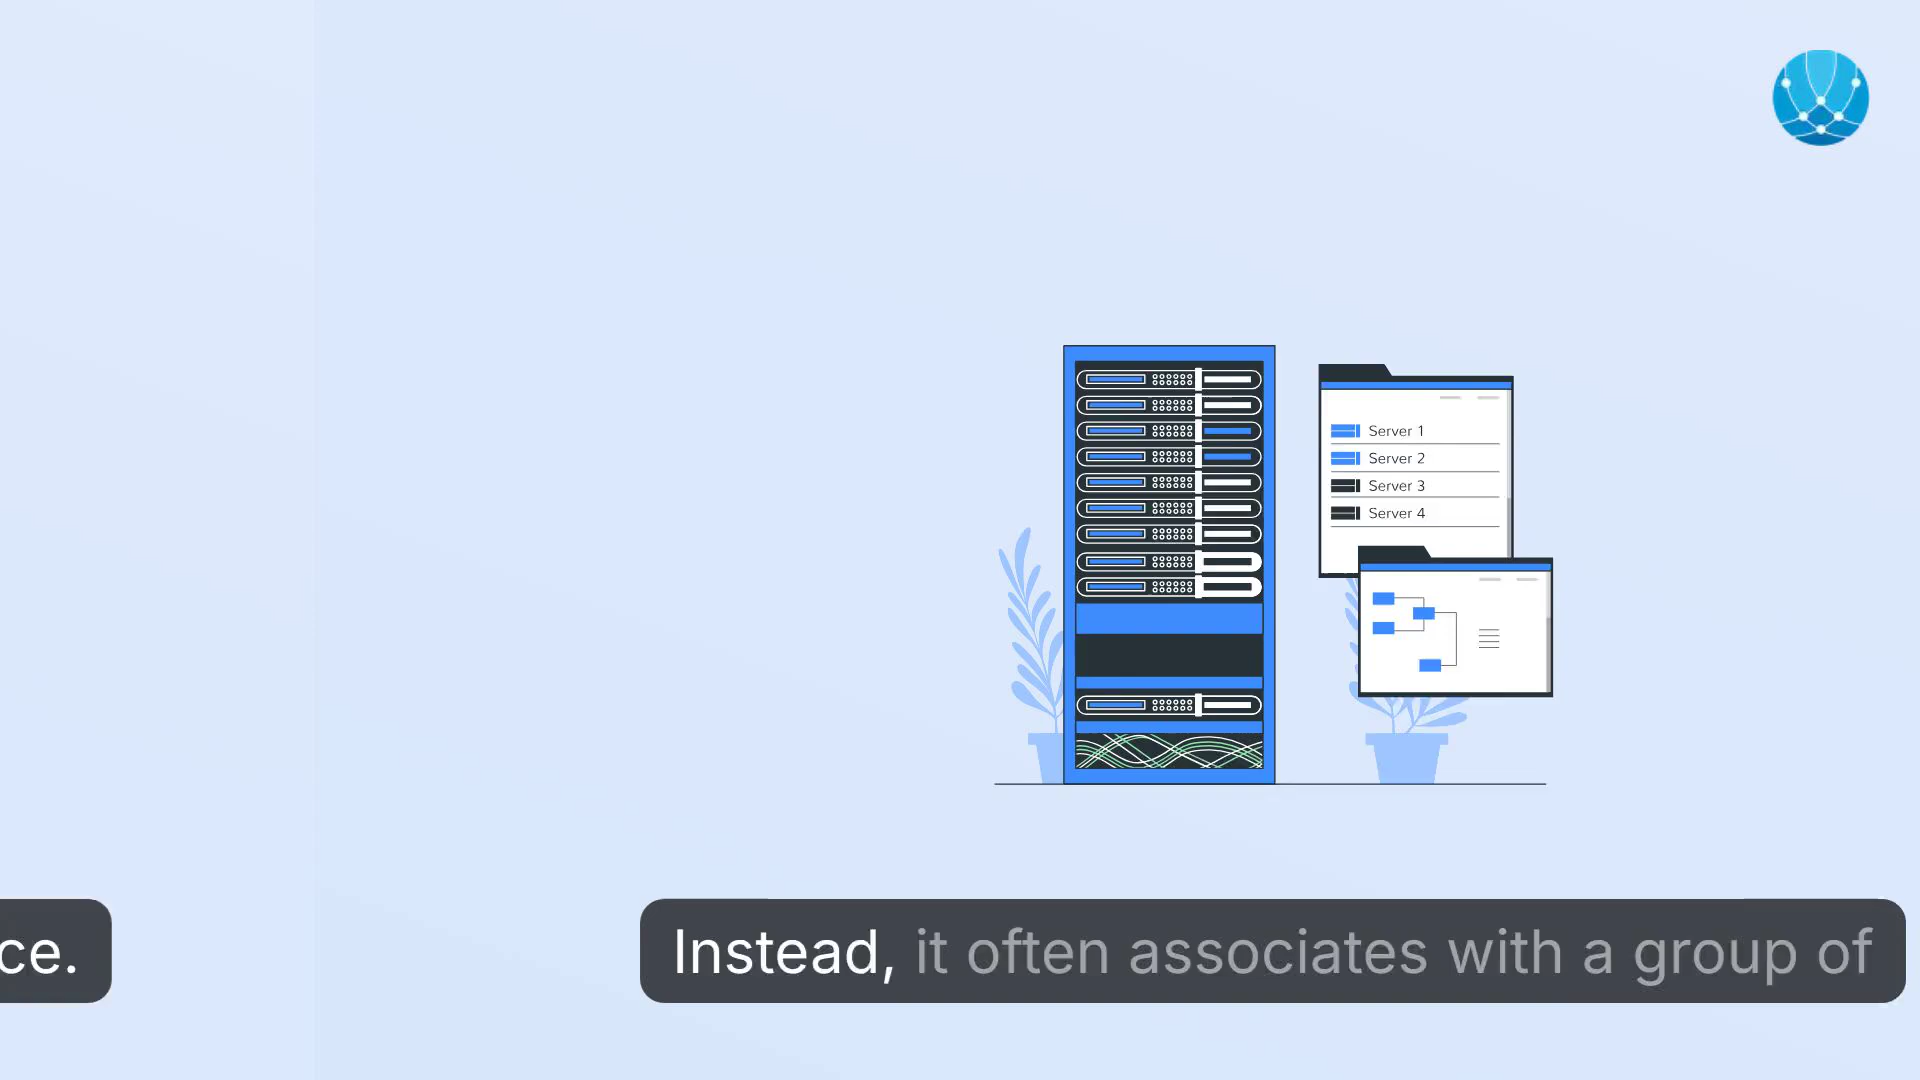 Server 1
Server 2
Server 3
Server 4
ce.
Instead, it often associates with a group of